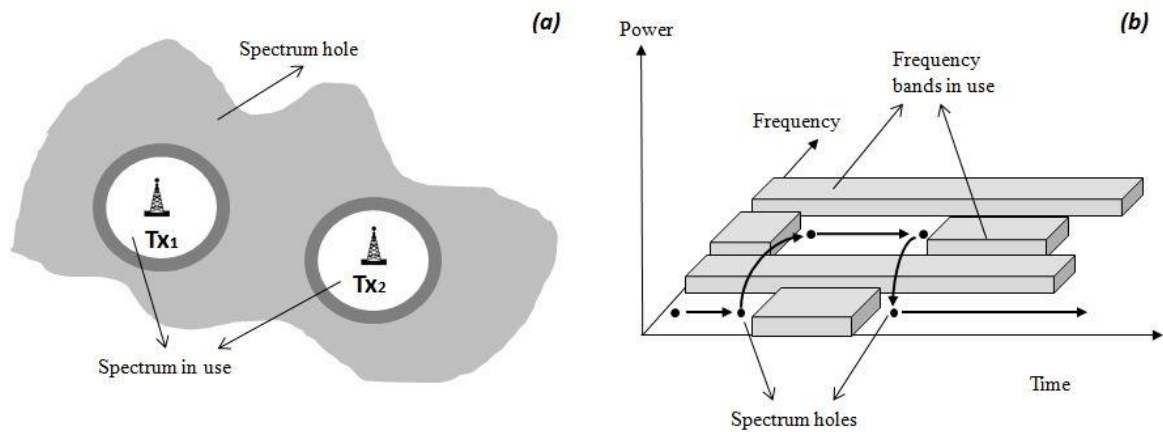 (a)
Spectrum hole
Tx1
Tx2
Spectrum in use
(b)
Power
Frequency
bands in use
Frequency
Time
Spectrum holes